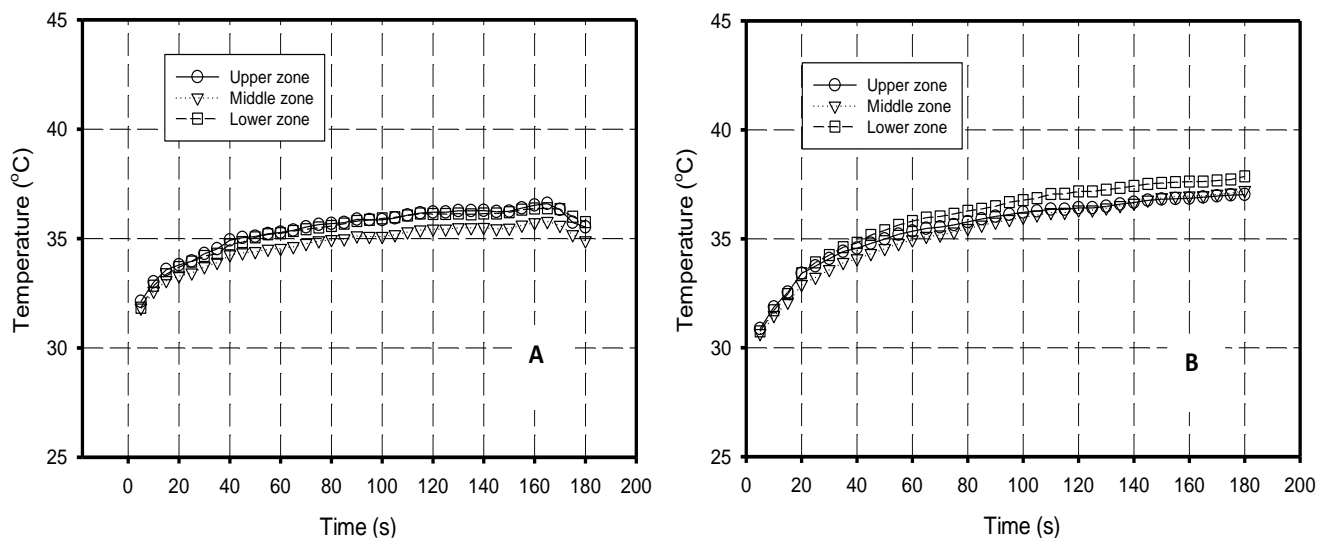 45
40
35
30
25
Temperature (°C)
Upper zone
Middle zone
Lower zone
A
0 20 40 60 80 100 120 140 160 180 200
Time (s)
45
40
35
30
25
Temperature (°C)
Upper zone
Middle zone
Lower zone
B
0 20 40 60 80 100 120 140 160 180 200
Time (s)